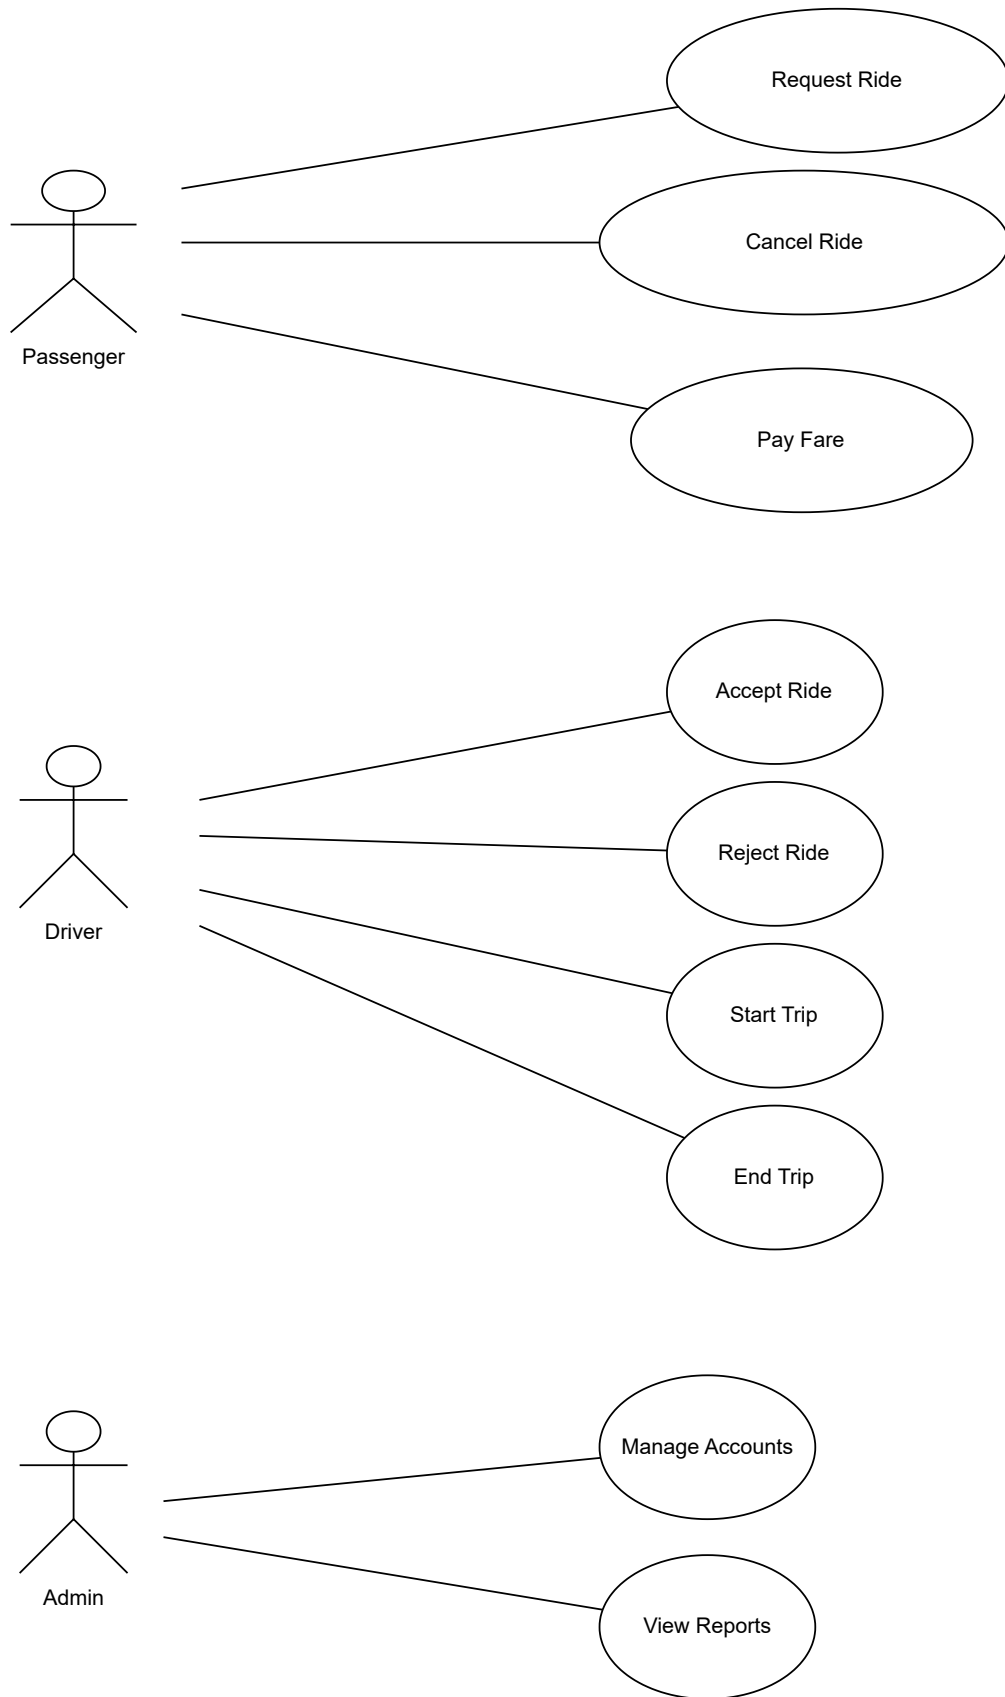 Request Ride
Cancel Ride
Passenger
Pay Fare
Accept Ride
Reject Ride
Driver
Start Trip
End Trip
Manage Accounts
Admin
View Reports